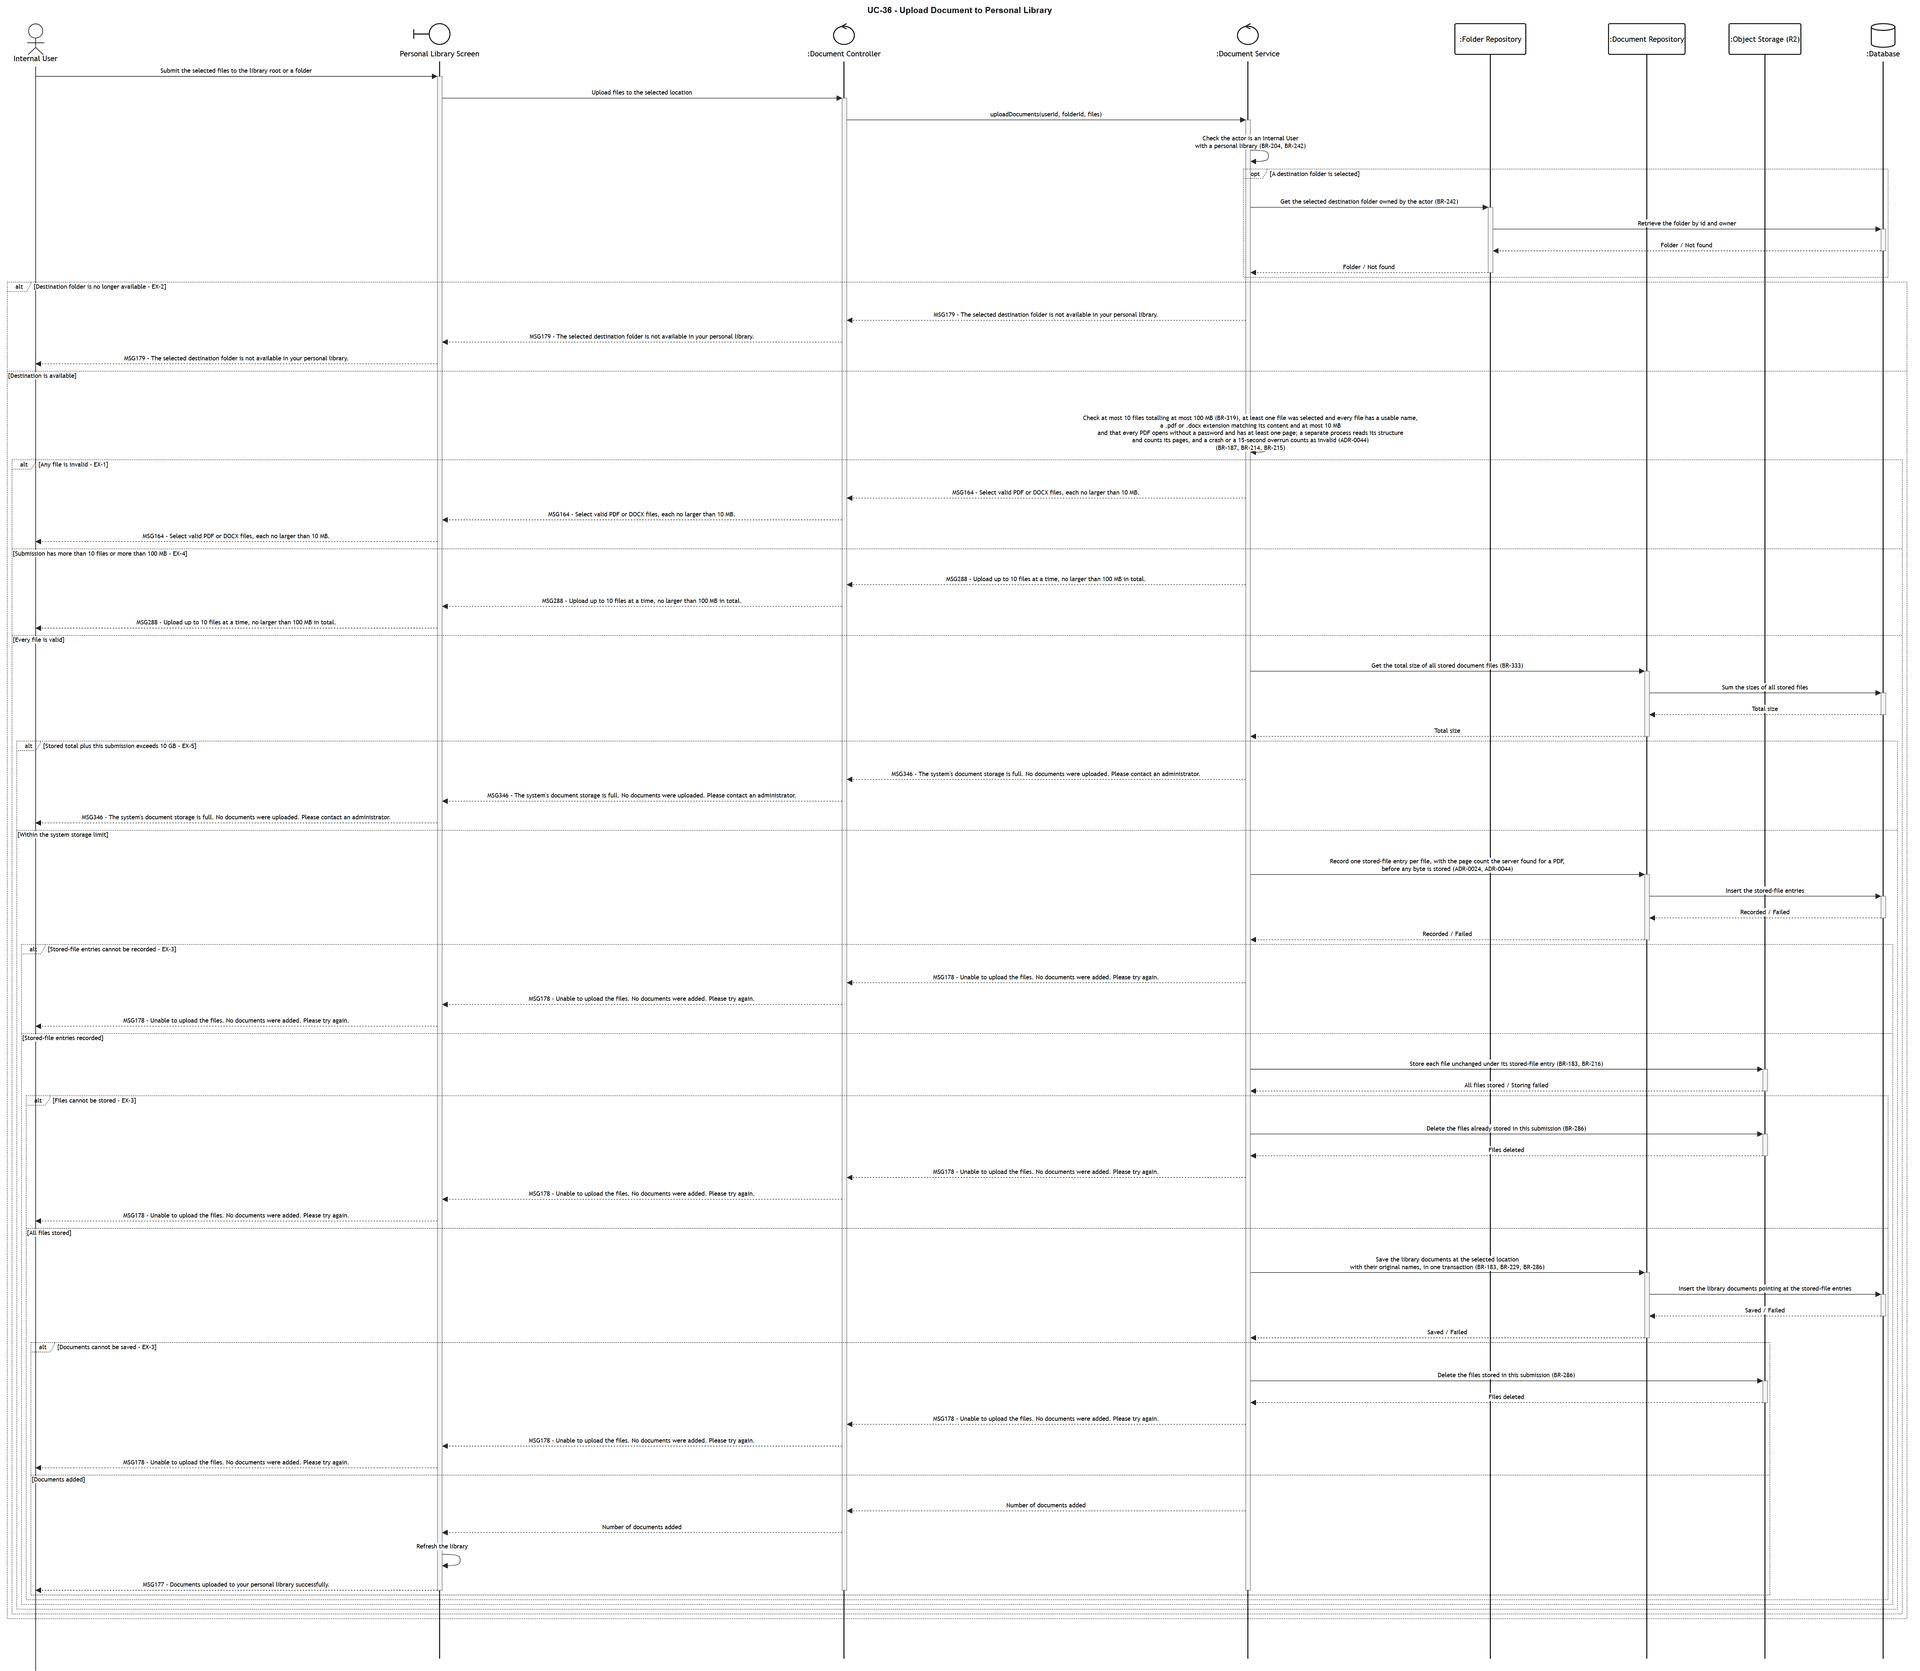 UC-36 - Upload Document to Personal Library
Internal User
Personal Library Screen
:Document Controller
:Document Service
:Folder Repository
:Document Repository
:Object Storage (R2)
:Database
Submit the selected files to the library root or a folder
Upload files to the selected location
uploadDocuments(userId, folderId, files)
Check the actor is an Internal User
with a personal library (BR-204, BR-242)
opt [A destination folder is selected]
Get the selected destination folder owned by the actor (BR-242)
Retrieve the folder by id and owner
Folder / Not found
Folder / Not found
alt [Destination folder is no longer available - EX-2]
MSG179 - The selected destination folder is not available in your personal library.
MSG179 - The selected destination folder is not available in your personal library.
MSG179 - The selected destination folder is not available in your personal library.
[Destination is available]
Check at most 10 files totalling at most 100 MB (BR-319), at least one file was selected and every file has a usable name,
a .pdf or .docx extension matching its content and at most 10 MB
and that every PDF opens without a password and has at least one page; a separate process reads its structure
and counts its pages, and a crash or a 15-second overrun counts as invalid (ADR-0044)
(BR-187, BR-214, BR-215)
alt [Any file is invalid - EX-1]
MSG164 - Select valid PDF or DOCX files, each no larger than 10 MB.
MSG164 - Select valid PDF or DOCX files, each no larger than 10 MB.
MSG164 - Select valid PDF or DOCX files, each no larger than 10 MB.
[Submission has more than 10 files or more than 100 MB - EX-4]
MSG288 - Upload up to 10 files at a time, no larger than 100 MB in total.
MSG288 - Upload up to 10 files at a time, no larger than 100 MB in total.
MSG288 - Upload up to 10 files at a time, no larger than 100 MB in total.
[Every file is valid]
Get the total size of all stored document files (BR-333)
Sum the sizes of all stored files
Total size
Total size
alt [Stored total plus this submission exceeds 10 GB - EX-5]
MSG346 - The system's document storage is full. No documents were uploaded. Please contact an administrator.
MSG346 - The system's document storage is full. No documents were uploaded. Please contact an administrator.
MSG346 - The system's document storage is full. No documents were uploaded. Please contact an administrator.
[Within the system storage limit]
Record one stored-file entry per file, with the page count the server found for a PDF,
before any byte is stored (ADR-0024, ADR-0044)
Insert the stored-file entries
Recorded / Failed
Recorded / Failed
alt [Stored-file entries cannot be recorded - EX-3]
MSG178 - Unable to upload the files. No documents were added. Please try again.
MSG178 - Unable to upload the files. No documents were added. Please try again.
MSG178 - Unable to upload the files. No documents were added. Please try again.
[Stored-file entries recorded]
Store each file unchanged under its stored-file entry (BR-183, BR-216)
All files stored / Storing failed
alt [Files cannot be stored - EX-3]
Delete the files already stored in this submission (BR-286)
Files deleted
MSG178 - Unable to upload the files. No documents were added. Please try again.
MSG178 - Unable to upload the files. No documents were added. Please try again.
MSG178 - Unable to upload the files. No documents were added. Please try again.
[All files stored]
Save the library documents at the selected location
with their original names, in one transaction (BR-183, BR-229, BR-286)
Insert the library documents pointing at the stored-file entries
Saved / Failed
Saved / Failed
alt [Documents cannot be saved - EX-3]
Delete the files stored in this submission (BR-286)
Files deleted
MSG178 - Unable to upload the files. No documents were added. Please try again.
MSG178 - Unable to upload the files. No documents were added. Please try again.
MSG178 - Unable to upload the files. No documents were added. Please try again.
[Documents added]
Number of documents added
Number of documents added
Refresh the library
MSG177 - Documents uploaded to your personal library successfully.